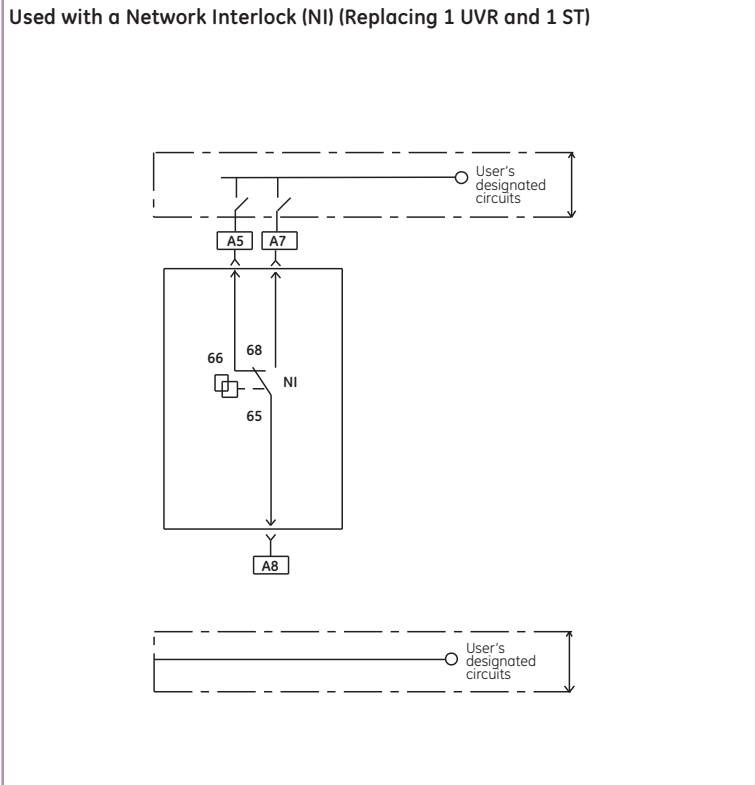 Used with a Network Interlock (NI) (Replacing 1 UVR and 1 ST)
User's
designated
circuits
A5 A7
68
66
NI
65
A8
User's
designated
circuits